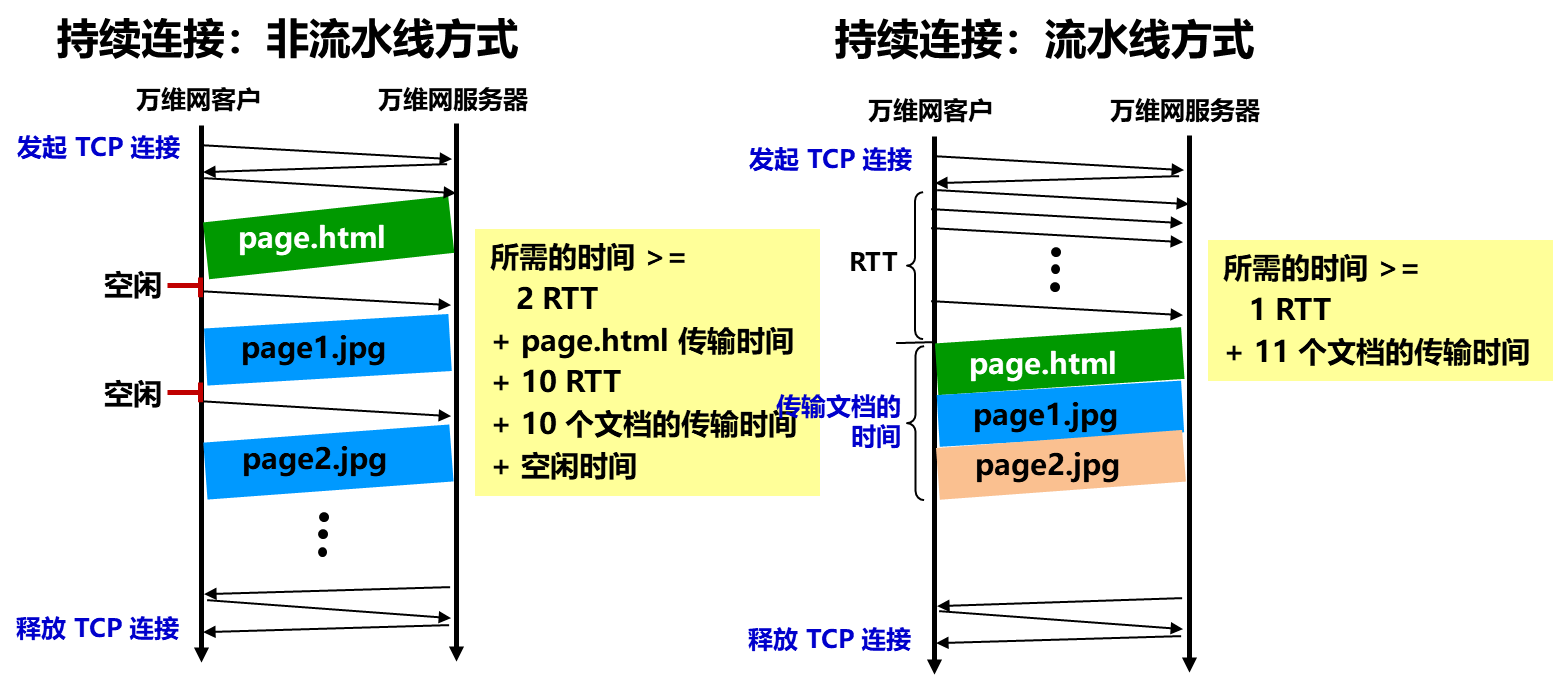 持续连接：非流水线方式
万维网客户
万维网服务器
发起 TCP 连接
page.html
空闲
page1.jpg
空闲
page2.jpg
释放 TCP 连接
所需的时间 >=
2 RTT
+ page.html 传输时间
+ 10 RTT
+ 10 个文档的传输时间
+ 空闲时间
持续连接：流水线方式
万维网客户
万维网服务器
发起 TCP 连接
RTT
page.html
传输文档的
时间
page1.jpg
page2.jpg
释放 TCP 连接
所需的时间 >=
1 RTT
+ 11 个文档的传输时间